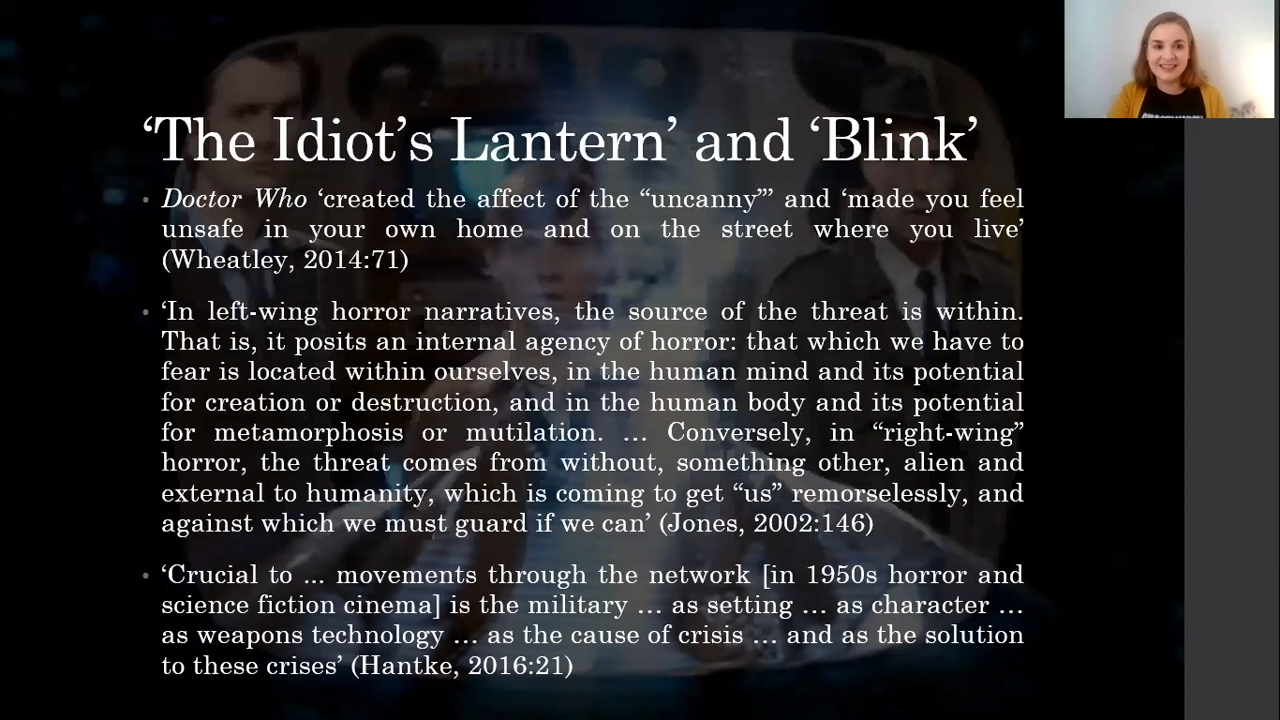 ‘The Idiot’s Lantern’ and ‘Blink’
• Doctor Who ‘created the affect of the “uncanny”’ and ‘made you feel
unsafe in your own home and on the street where you live’
(Wheatley, 2014:71)
• ‘In left-wing horror narratives, the source of the threat is within.
That is, it posits an internal agency of horror: that which we have to
fear is located within ourselves, in the human mind and its potential
for creation or destruction, and in the human body and its potential
for metamorphosis or mutilation. … Conversely, in “right-wing”
horror, the threat comes from without, something other, alien and
external to humanity, which is coming to get “us” remorselessly, and
against which we must guard if we can’ (Jones, 2002:146)
• ‘Crucial to ... movements through the network [in 1950s horror and
science fiction cinema] is the military … as setting … as character …
as weapons technology … as the cause of crisis … and as the solution
to these crises’ (Hantke, 2016:21)